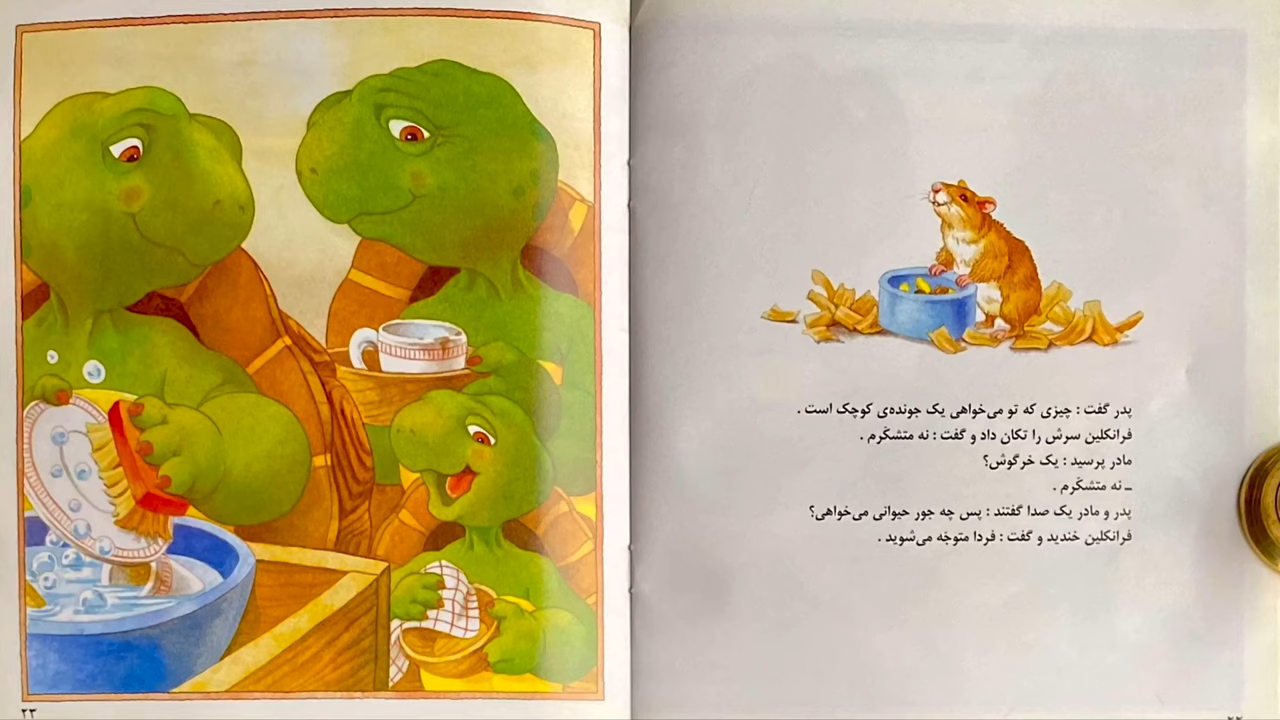 پدر گفت : چیزی که تو می‌خواهی یک جونده‌ی کوچک است .
فرانکلین سرش را تکان داد و گفت : نه متشکّرم .
مادر پرسید : یک خرگوش؟
ـ نه متشکّرم .
پدر و مادر یک صدا گفتند : پس چه جور حیوانی می‌خواهی؟
فرانکلین خندید و گفت : فردا متوجّه می‌شوید .
۲۳